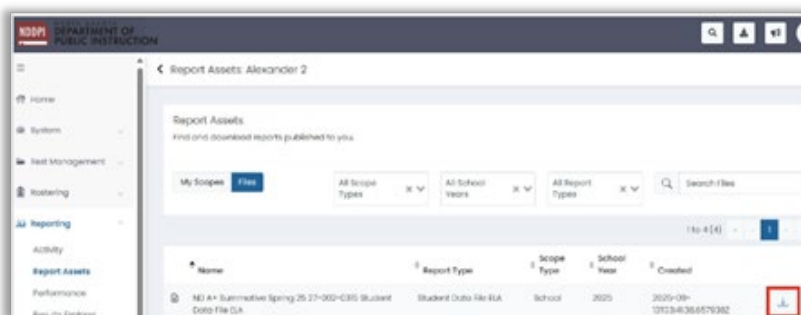 NDDPI DEPARTMENT OF
PUBLIC INSTRUCTION
Report Assets: Alexander 2
Home
System
Test Management
Rostering
Reporting
Activity
Report Assets
Performance
Report Assets
Find and download reports published to you.
My Scopes Files All Scope Types All School Years All Report Types Search files
1 to 4 (4) 1
Name Report Type Scope Type School Year Created
ND A+ Summative Spring 25 27-002-0315 Student Data File ELA Student Data File ELA School 2025